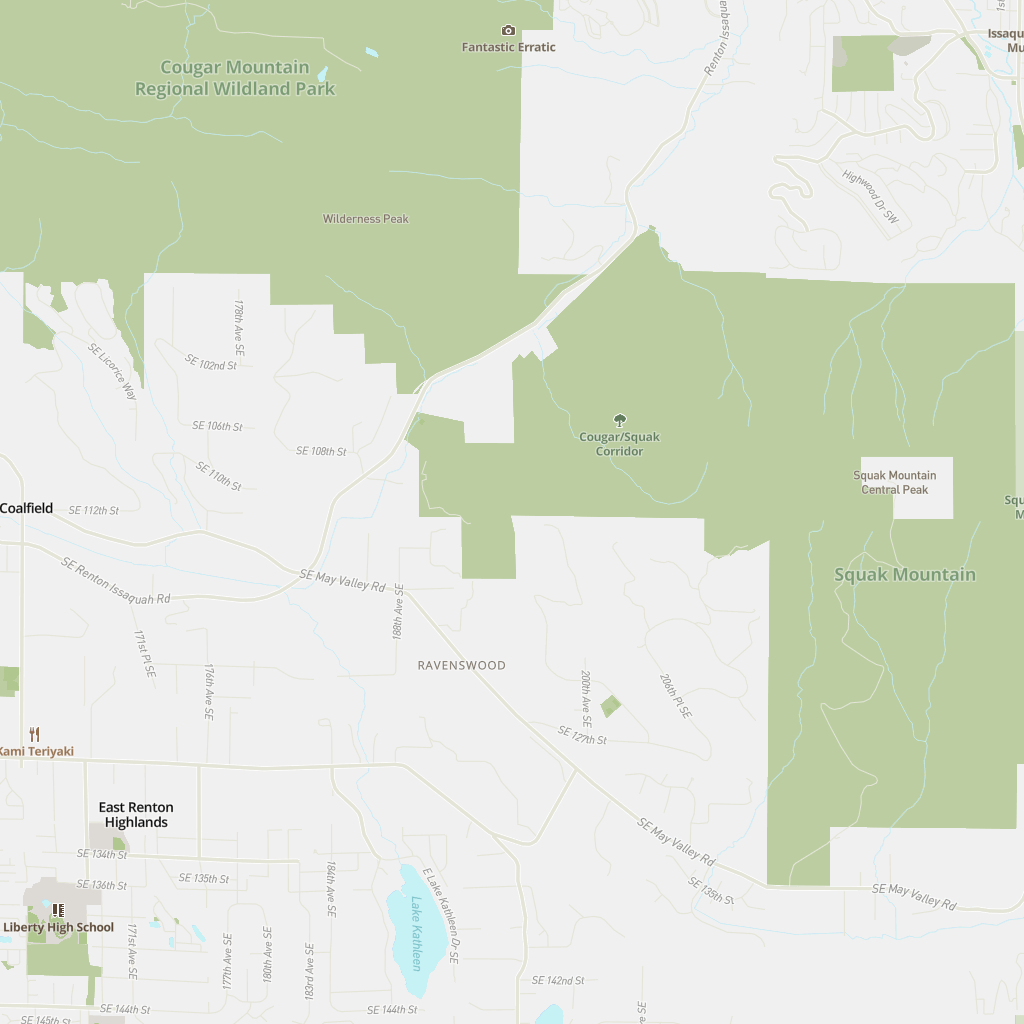 Fantastic Erratic
Cougar Mountain
Regional Wildland Park
Renton Issaquah
Wilderness Peak
Highwood Dr SW
178th Ave SE
SE Licorice Way
SE 102nd St
SE 106th St
SE 108th St
SE 110th St
Cougar/Squak
Corridor
Squak Mountain
Central Peak
Coalfield
SE 112th St
SE Renton Issaquah Rd
SE May Valley Rd
188th Ave SE
Squak Mountain
171st Pl SE
176th Ave SE
RAVENSWOOD
200th Ave SE
206th Pl SE
SE 127th St
Kami Teriyaki
East Renton
Highlands
SE May Valley Rd
SE 134th St
SE 135th St
SE 136th St
184th Ave SE
E Lake Kathleen Dr SE
Lake Kathleen
SE 135th St
SE May Valley Rd
Liberty High School
171st Ave SE
177th Ave SE
180th Ave SE
183rd Ave SE
SE 142nd St
SE 144th St
SE 144th St
SE 145th St